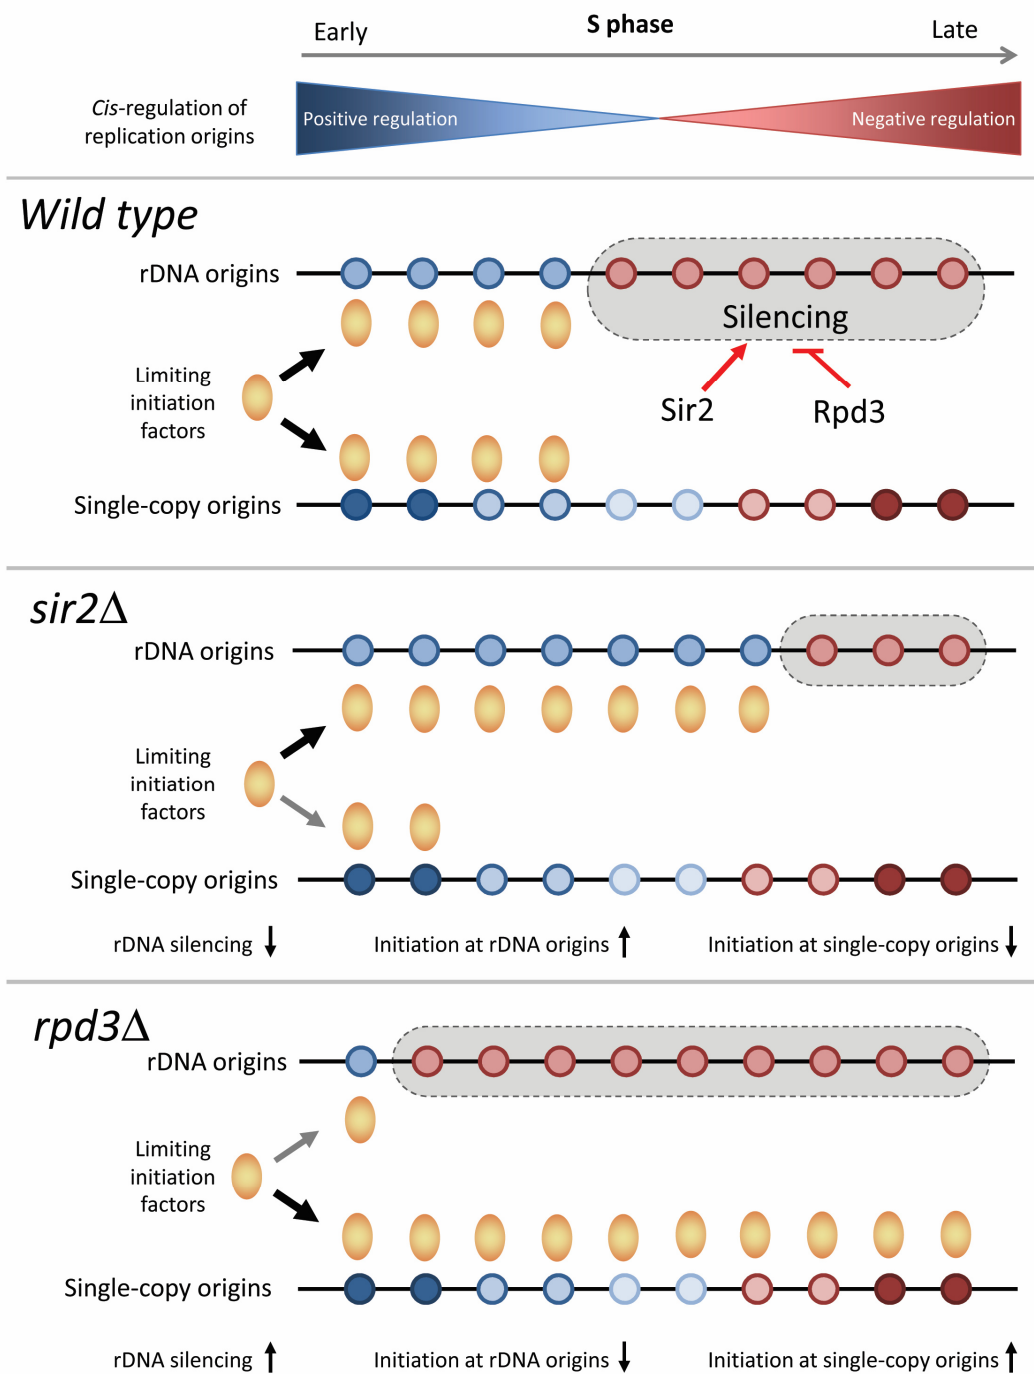 S phase
Early
Late
Cis-regulation of
replication origins
Positive regulation
Negative regulation
Wild type
rDNA origins
Silencing
Limiting
initiation
factors
Sir2
Rpd3
Single-copy origins
sir2Δ
rDNA origins
Limiting
initiation
factors
Single-copy origins
rDNA silencing ↓
Initiation at rDNA origins ↑
Initiation at single-copy origins ↓
rpd3Δ
rDNA origins
Limiting
initiation
factors
Single-copy origins
rDNA silencing ↑
Initiation at rDNA origins ↓
Initiation at single-copy origins ↑